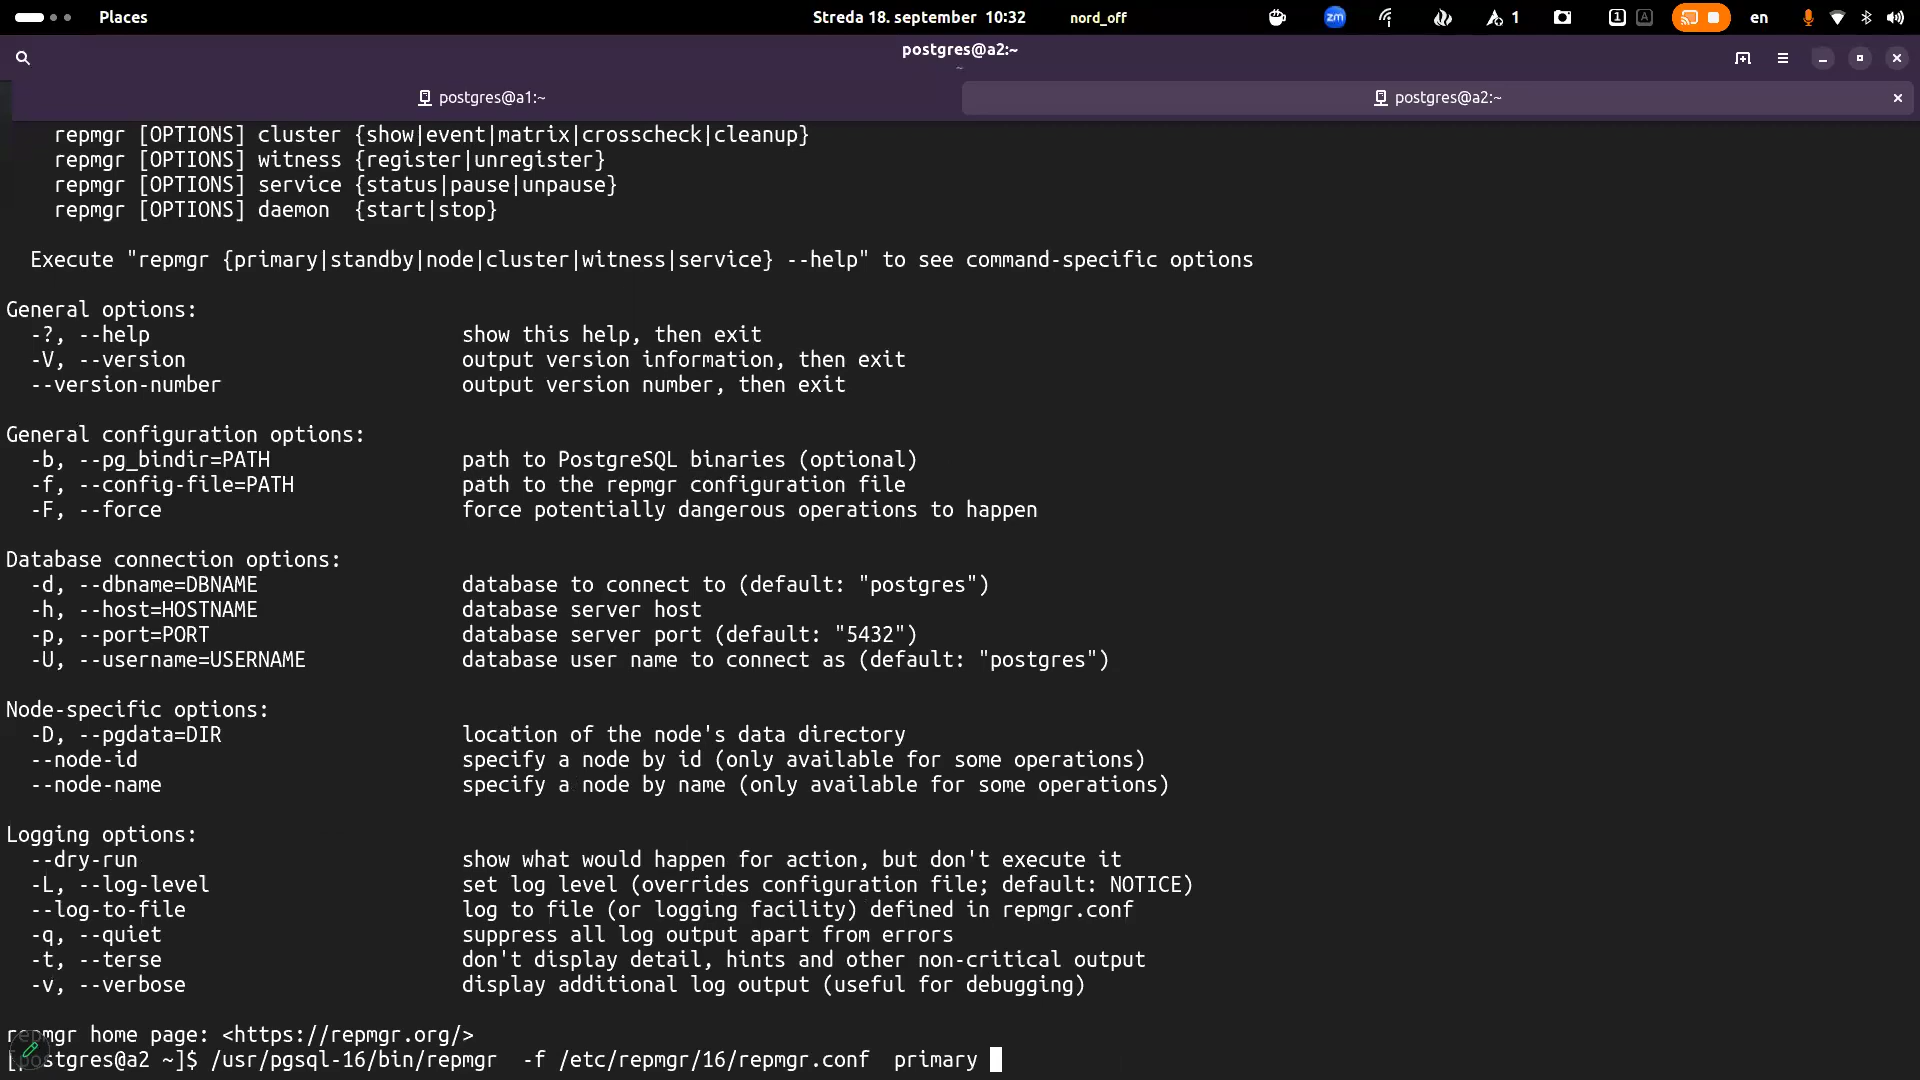 Places
Streda 18. september 10:32
nord_off
zm
1
1
A
en
postgres@a2:~
~
postgres@a1:~
postgres@a2:~
repmgr [OPTIONS] cluster {show|event|matrix|crosscheck|cleanup}
repmgr [OPTIONS] witness {register|unregister}
repmgr [OPTIONS] service {status|pause|unpause}
repmgr [OPTIONS] daemon  {start|stop}
Execute "repmgr {primary|standby|node|cluster|witness|service} --help" to see command-specific options
General options:
-?, --help                          show this help, then exit
-V, --version                       output version information, then exit
--version-number                    output version number, then exit
General configuration options:
-b, --pg_bindir=PATH                path to PostgreSQL binaries (optional)
-f, --config-file=PATH              path to the repmgr configuration file
-F, --force                         force potentially dangerous operations to happen
Database connection options:
-d, --dbname=DBNAME                 database to connect to (default: "postgres")
-h, --host=HOSTNAME                 database server host
-p, --port=PORT                     database server port (default: "5432")
-U, --username=USERNAME             database user name to connect as (default: "postgres")
Node-specific options:
-D, --pgdata=DIR                    location of the node's data directory
--node-id                           specify a node by id (only available for some operations)
--node-name                         specify a node by name (only available for some operations)
Logging options:
--dry-run                           show what would happen for action, but don't execute it
-L, --log-level                     set log level (overrides configuration file; default: NOTICE)
--log-to-file                       log to file (or logging facility) defined in repmgr.conf
-q, --quiet                         suppress all log output apart from errors
-t, --terse                         don't display detail, hints and other non-critical output
-v, --verbose                       display additional log output (useful for debugging)
repmgr home page: <https://repmgr.org/>
[postgres@a2 ~]$ /usr/pgsql-16/bin/repmgr  -f /etc/repmgr/16/repmgr.conf  primary